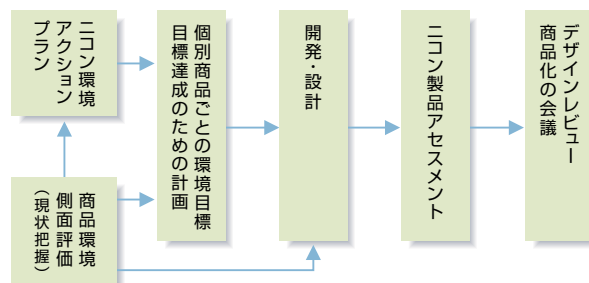 ニコン環境
アクション
プラン
商品環境
側面評価
（現状把握）
個別商品ごとの環境目標
目標達成のための計画
開発・設計
ニコン製品アセスメント
デザインレビュー
商品化の会議